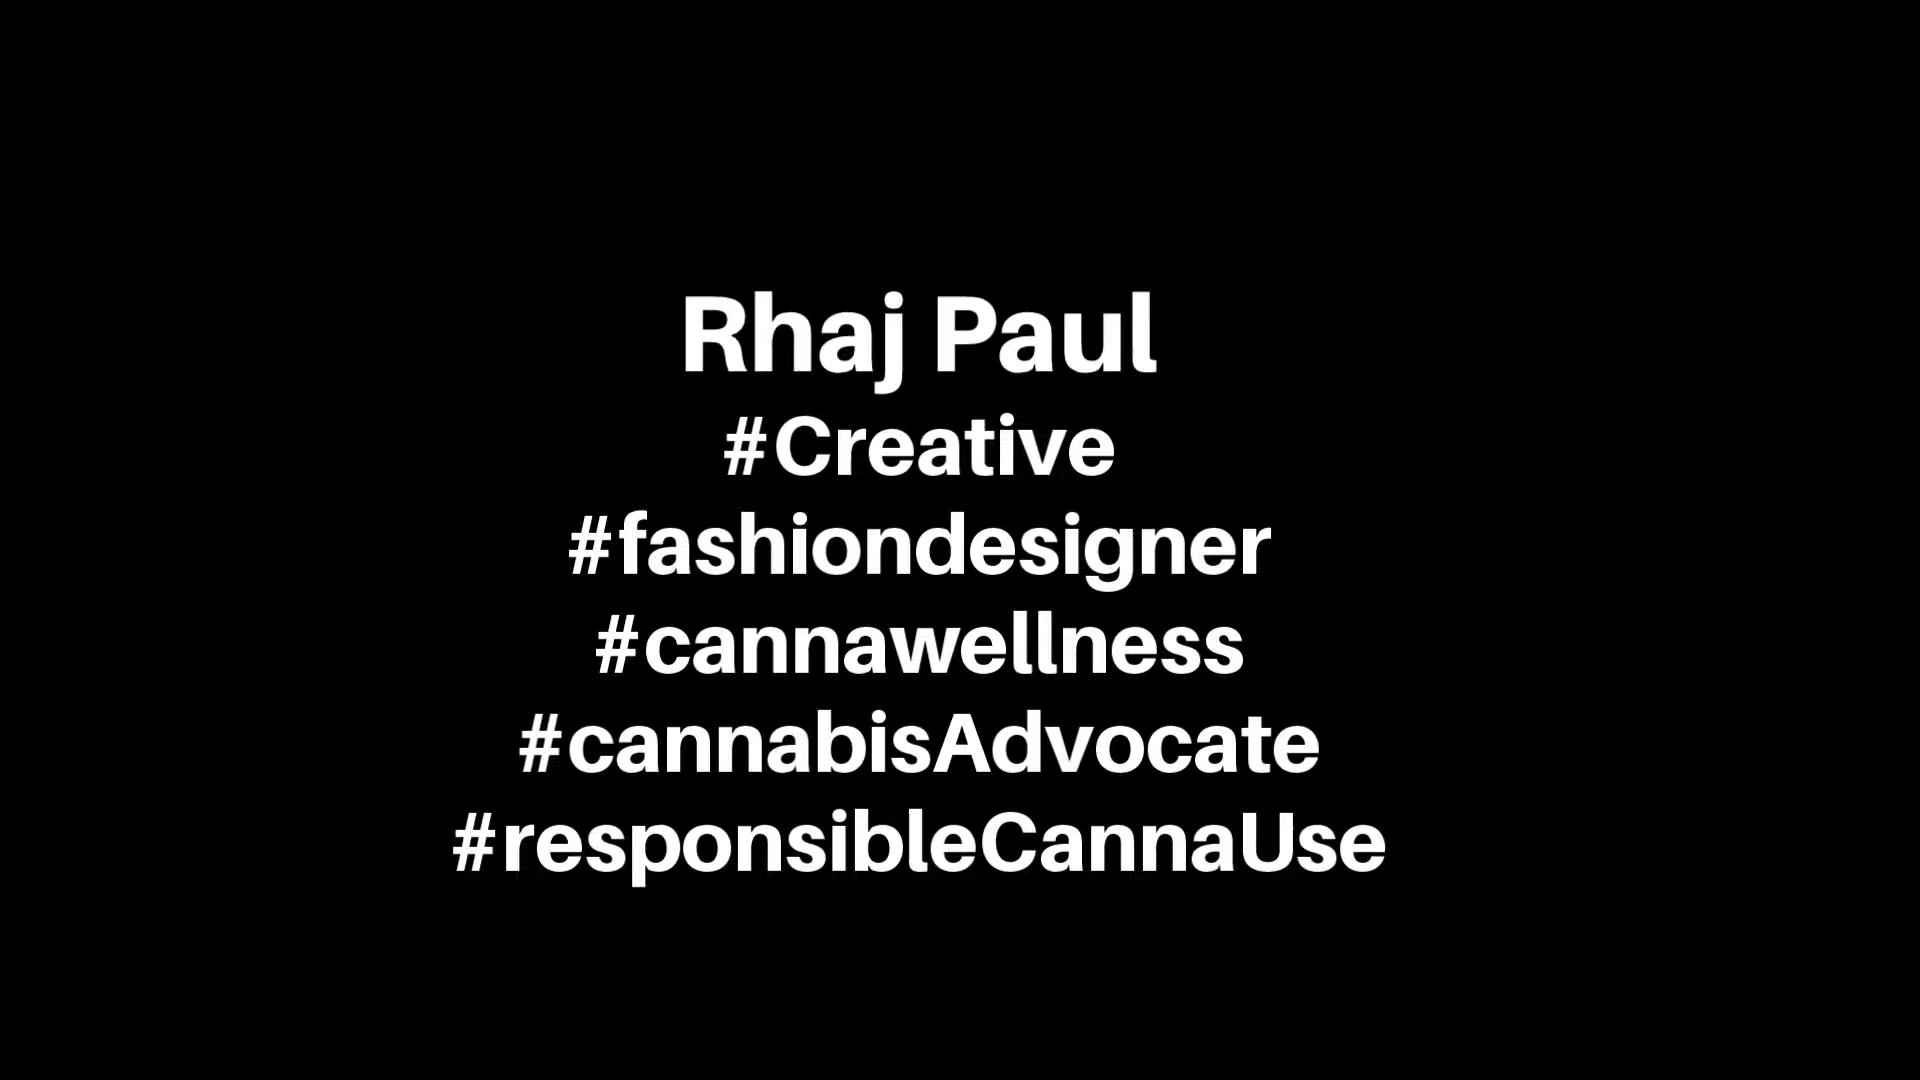 Rhaj Paul
#Creative
#fashiondesigner
#cannawellness
#cannabisAdvocate
#responsibleCannaUse